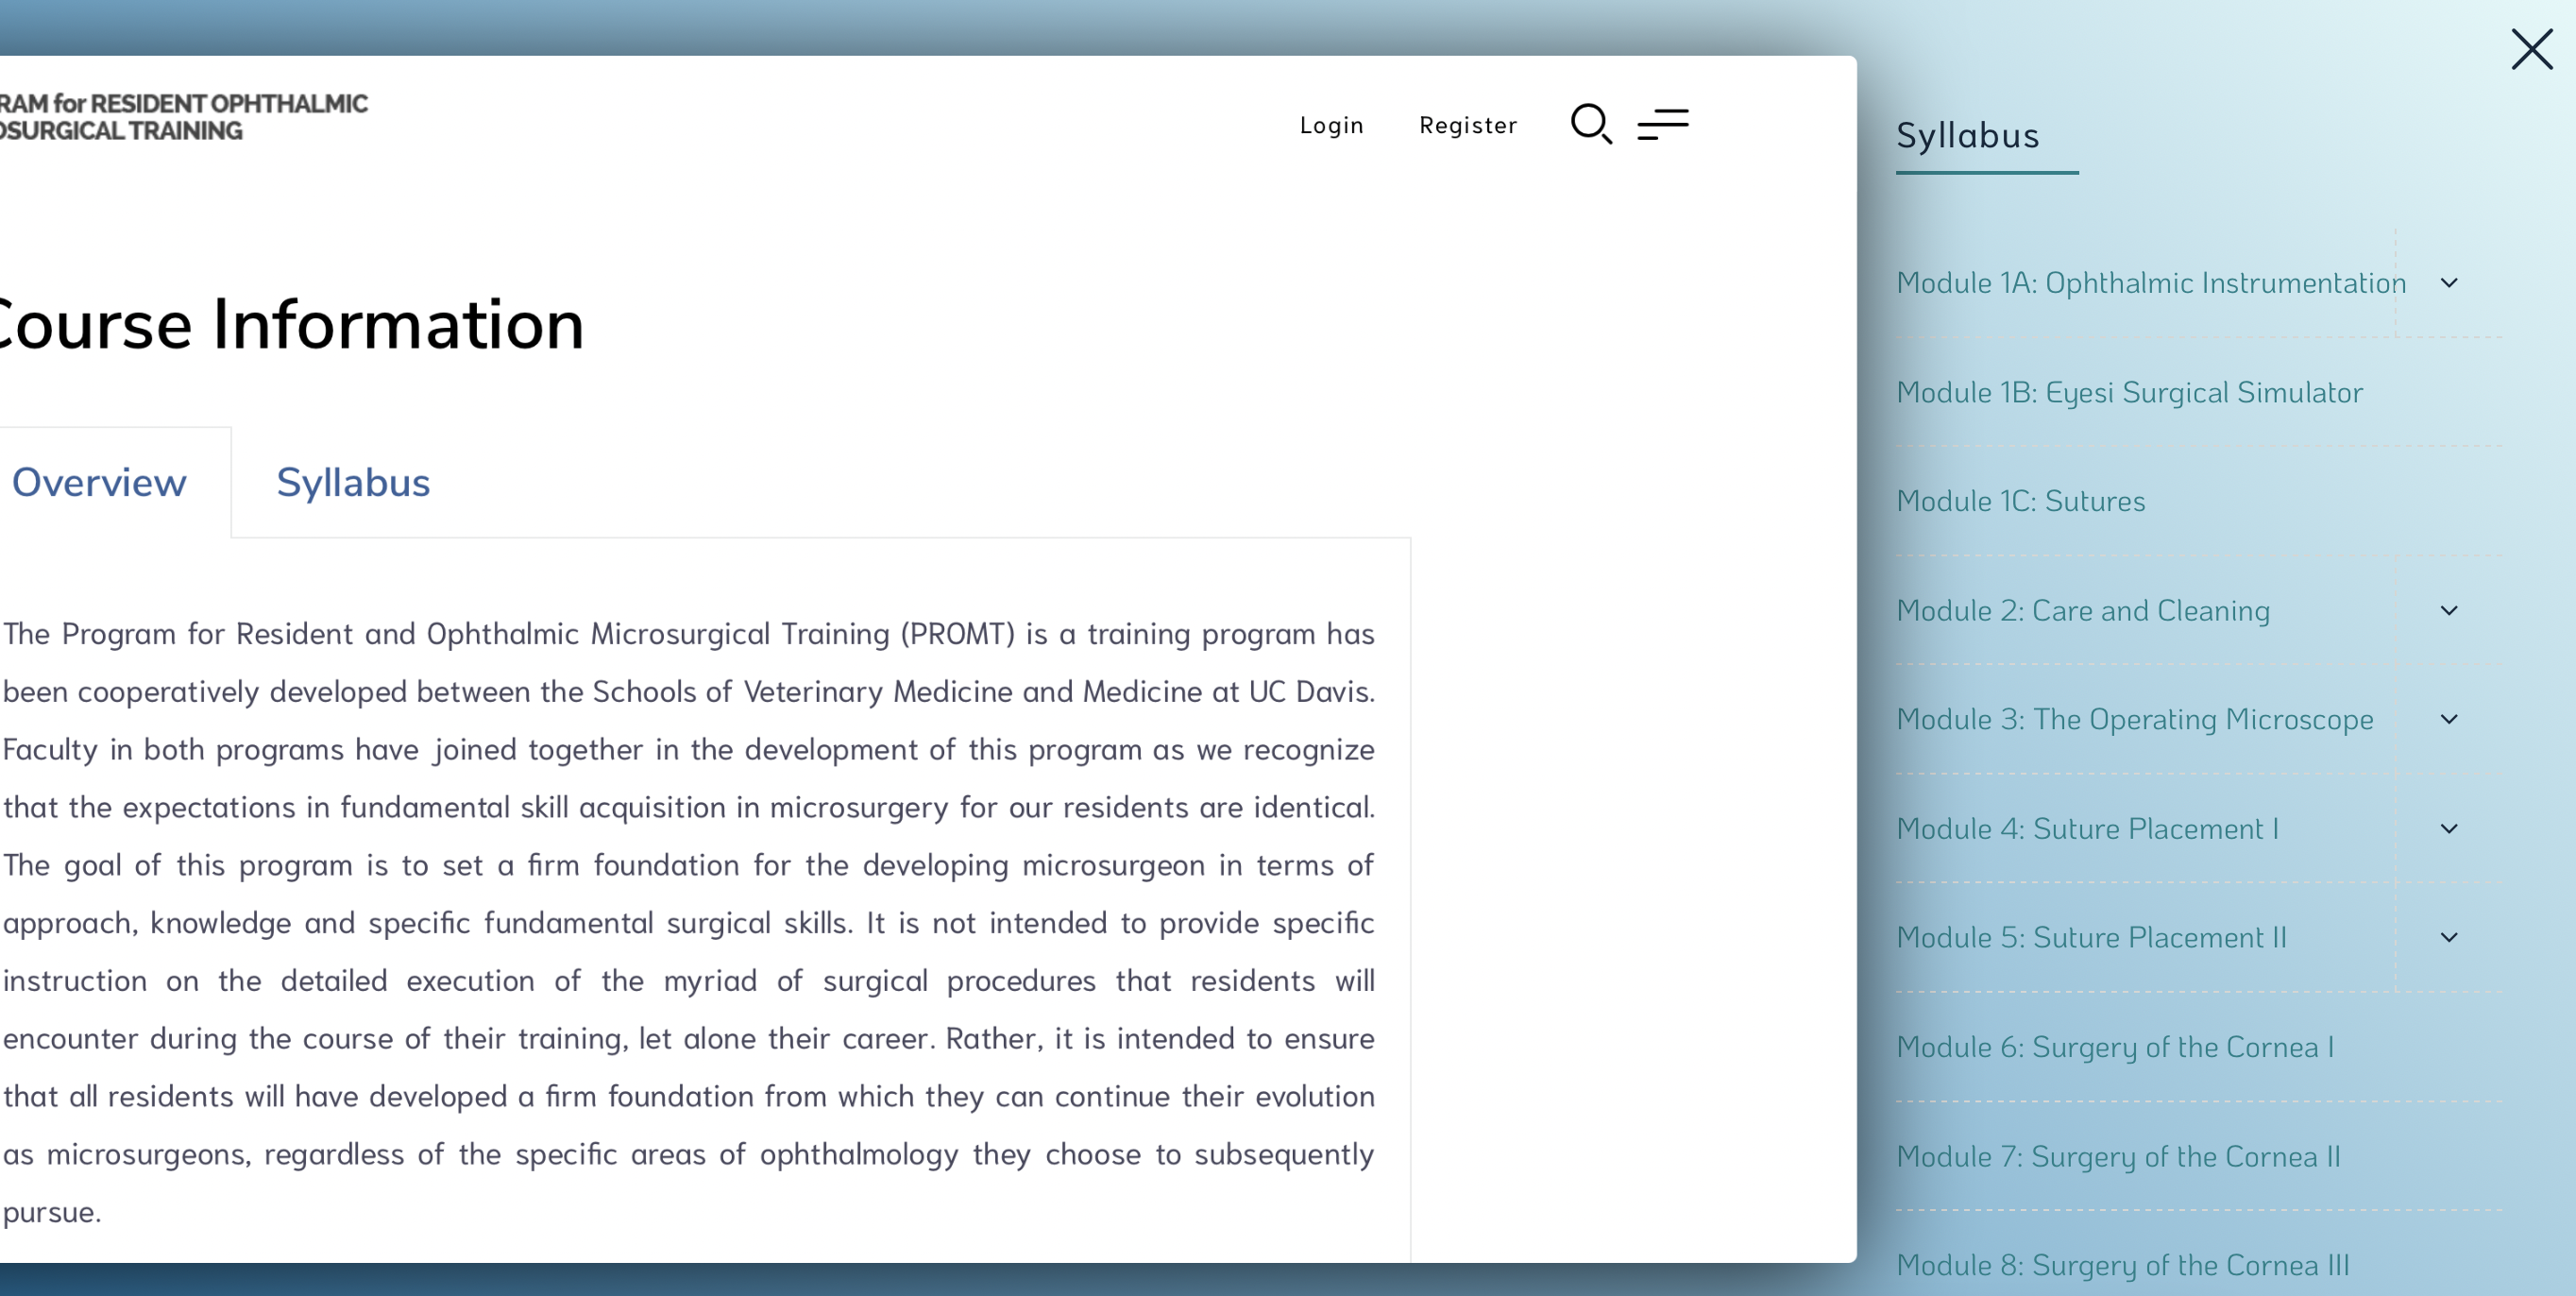 RAM for RESIDENT OPHTHALMIC
OSURGICAL TRAINING
Login
Register
Course Information
Overview
Syllabus
The Program for Resident and Ophthalmic Microsurgical Training (PROMT) is a training program has
been cooperatively developed between the Schools of Veterinary Medicine and Medicine at UC Davis.
Faculty in both programs have joined together in the development of this program as we recognize
that the expectations in fundamental skill acquisition in microsurgery for our residents are identical.
The goal of this program is to set a firm foundation for the developing microsurgeon in terms of
approach, knowledge and specific fundamental surgical skills. It is not intended to provide specific
instruction on the detailed execution of the myriad of surgical procedures that residents will
encounter during the course of their training, let alone their career. Rather, it is intended to ensure
that all residents will have developed a firm foundation from which they can continue their evolution
as microsurgeons, regardless of the specific areas of ophthalmology they choose to subsequently
pursue.
Syllabus
Module 1A: Ophthalmic Instrumentation
Module 1B: Eyesi Surgical Simulator
Module 1C: Sutures
Module 2: Care and Cleaning
Module 3: The Operating Microscope
Module 4: Suture Placement I
Module 5: Suture Placement II
Module 6: Surgery of the Cornea I
Module 7: Surgery of the Cornea II
Module 8: Surgery of the Cornea III